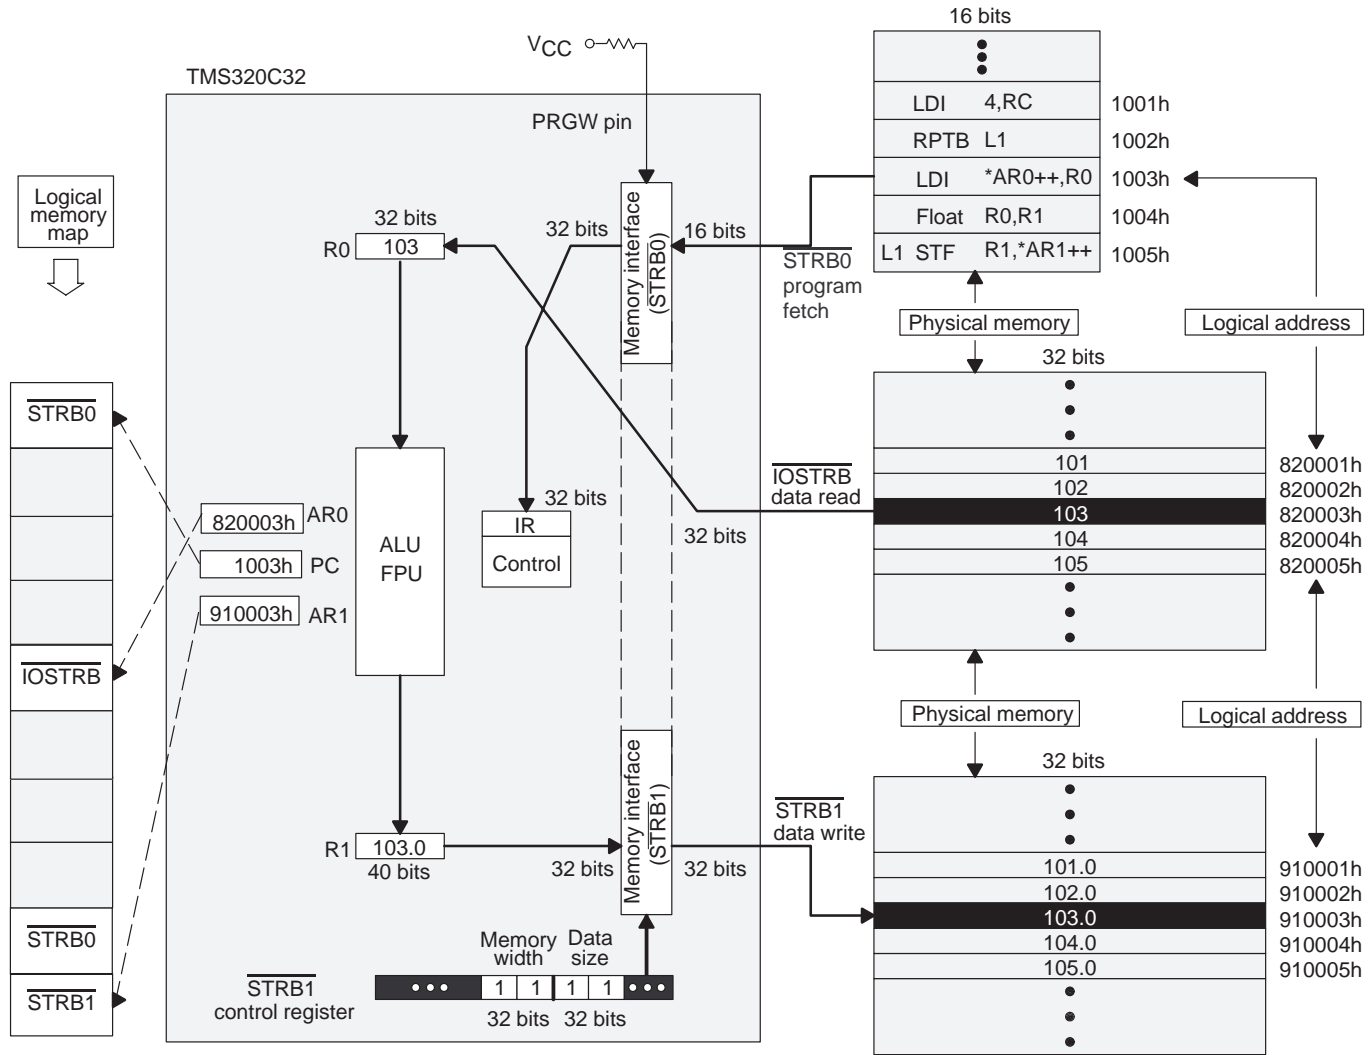 16 bits
VCC
TMS320C32
PRGW pin
LDI 4,RC 1001h
RPTB L1 1002h
LDI *AR0++,R0 1003h
Float R0,R1 1004h
L1 STF R1,*AR1++ 1005h
Logical
memory
map
32 bits
R0 103
32 bits
Memory interface
(STRB0)
16 bits
STRB0
program
fetch
Physical memory
Logical address
32 bits
STRB0
IOSTRB
data read
32 bits
101 820001h
102 820002h
103 820003h
104 820004h
105 820005h
820003h AR0
1003h PC
910003h AR1
ALU
FPU
32 bits
IR
Control
IOSTRB
Physical memory
Logical address
32 bits
R1 103.0
40 bits
32 bits
Memory interface
(STRB1)
32 bits
STRB1
data write
101.0 910001h
102.0 910002h
103.0 910003h
104.0 910004h
105.0 910005h
STRB0
STRB1
Memory
width
Data
size
STRB1
control register
1 1 1 1
32 bits 32 bits